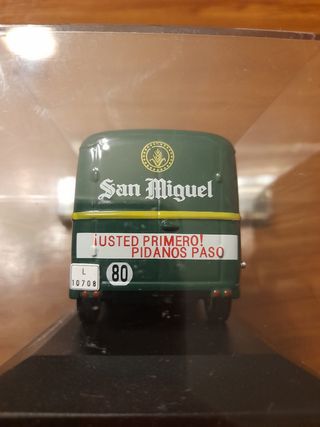 San Miguel
¡USTED PRIMERO!
PIDANOS PASO
L
10708
80